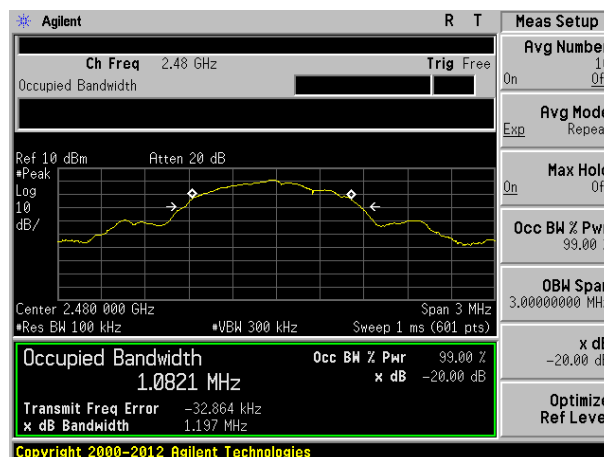 Agilent R T Meas Setup
Ch Freq 2.48 GHz Trig Free
Occupied Bandwidth
Ref 10 dBm Atten 20 dB
#Peak
Log
10
dB/
Center 2.480 000 GHz Span 3 MHz
#Res BW 100 kHz #VBW 300 kHz Sweep 1 ms (601 pts)
Occupied Bandwidth Occ BW % Pwr 99.00 %
1.0821 MHz x dB -20.00 dB
Transmit Freq Error -32.864 kHz
x dB Bandwidth 1.197 MHz
Copyright 2000-2012 Agilent Technologies
Avg Number
On
Avg Mode
Exp Repeat
Max Hold
On
Occ BW % Pwr
99.00
OBW Span
3.00000000 MHz
x dB
-20.00 dB
Optimize
Ref Level